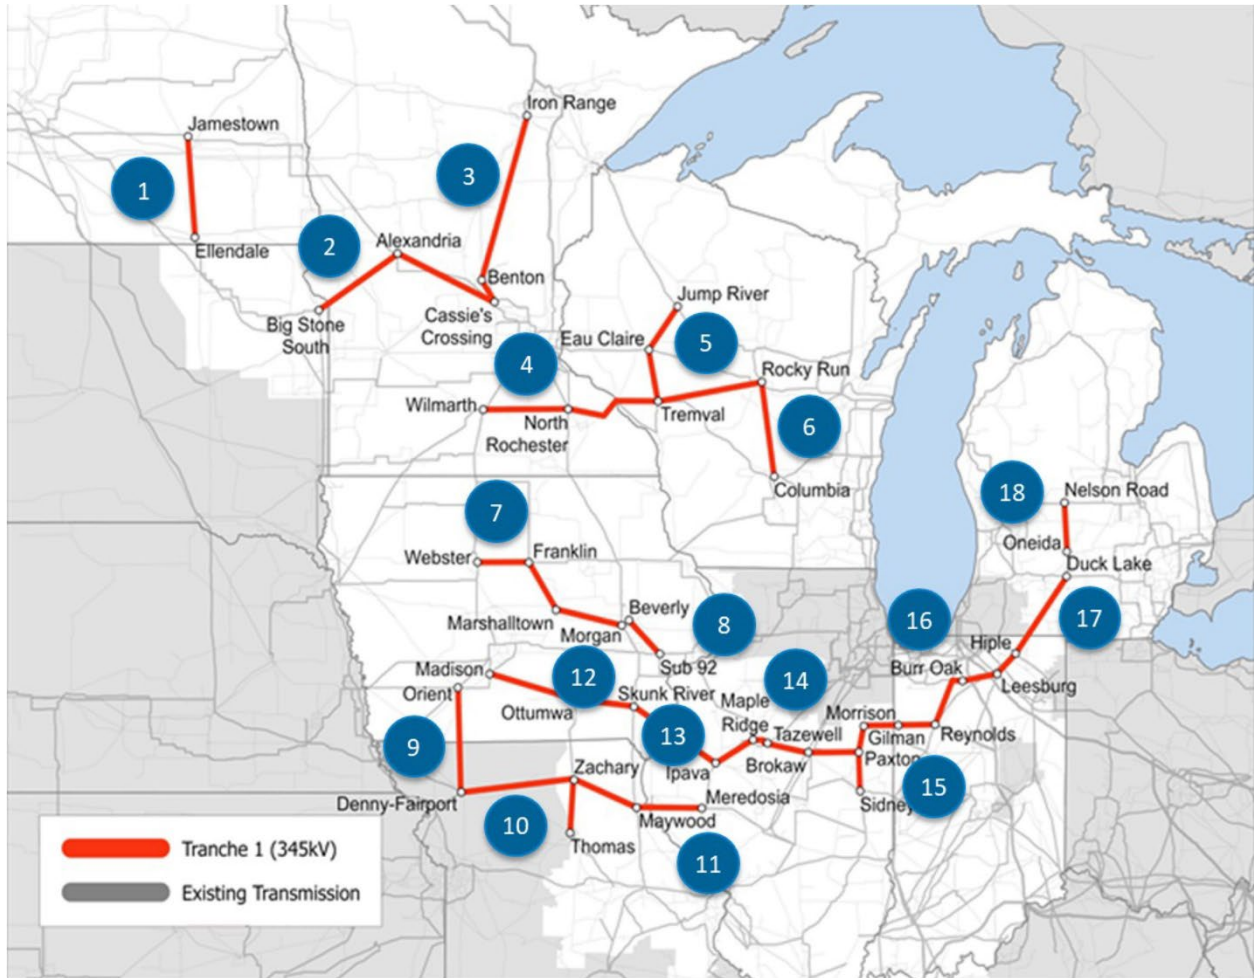 Iron Range
Jamestown
3
1
2
Alexandria
Ellendale
Benton
Jump River
Big Stone
South
Cassie's
Crossing
Eau Claire
5
4
Rocky Run
Wilmarth
North
Rochester
Tremval
6
Columbia
18
Nelson Road
7
Oneida
Webster
Franklin
Duck Lake
Marshalltown
Beverly
Morgan
8
16
17
Hiple
Sub 92
Burr Oak
Leesburg
Madison
12
14
Orient
Skunk River
Maple
Ridge
Ottumwa
Morrison
9
13
Tazewell
Gilman
Reynolds
Ipava
Brokaw
Paxton
Zachary
15
Denny-Fairport
Meredosia
Sidney
10
Maywood
Thomas
11
Tranche 1 (345kV)
Existing Transmission